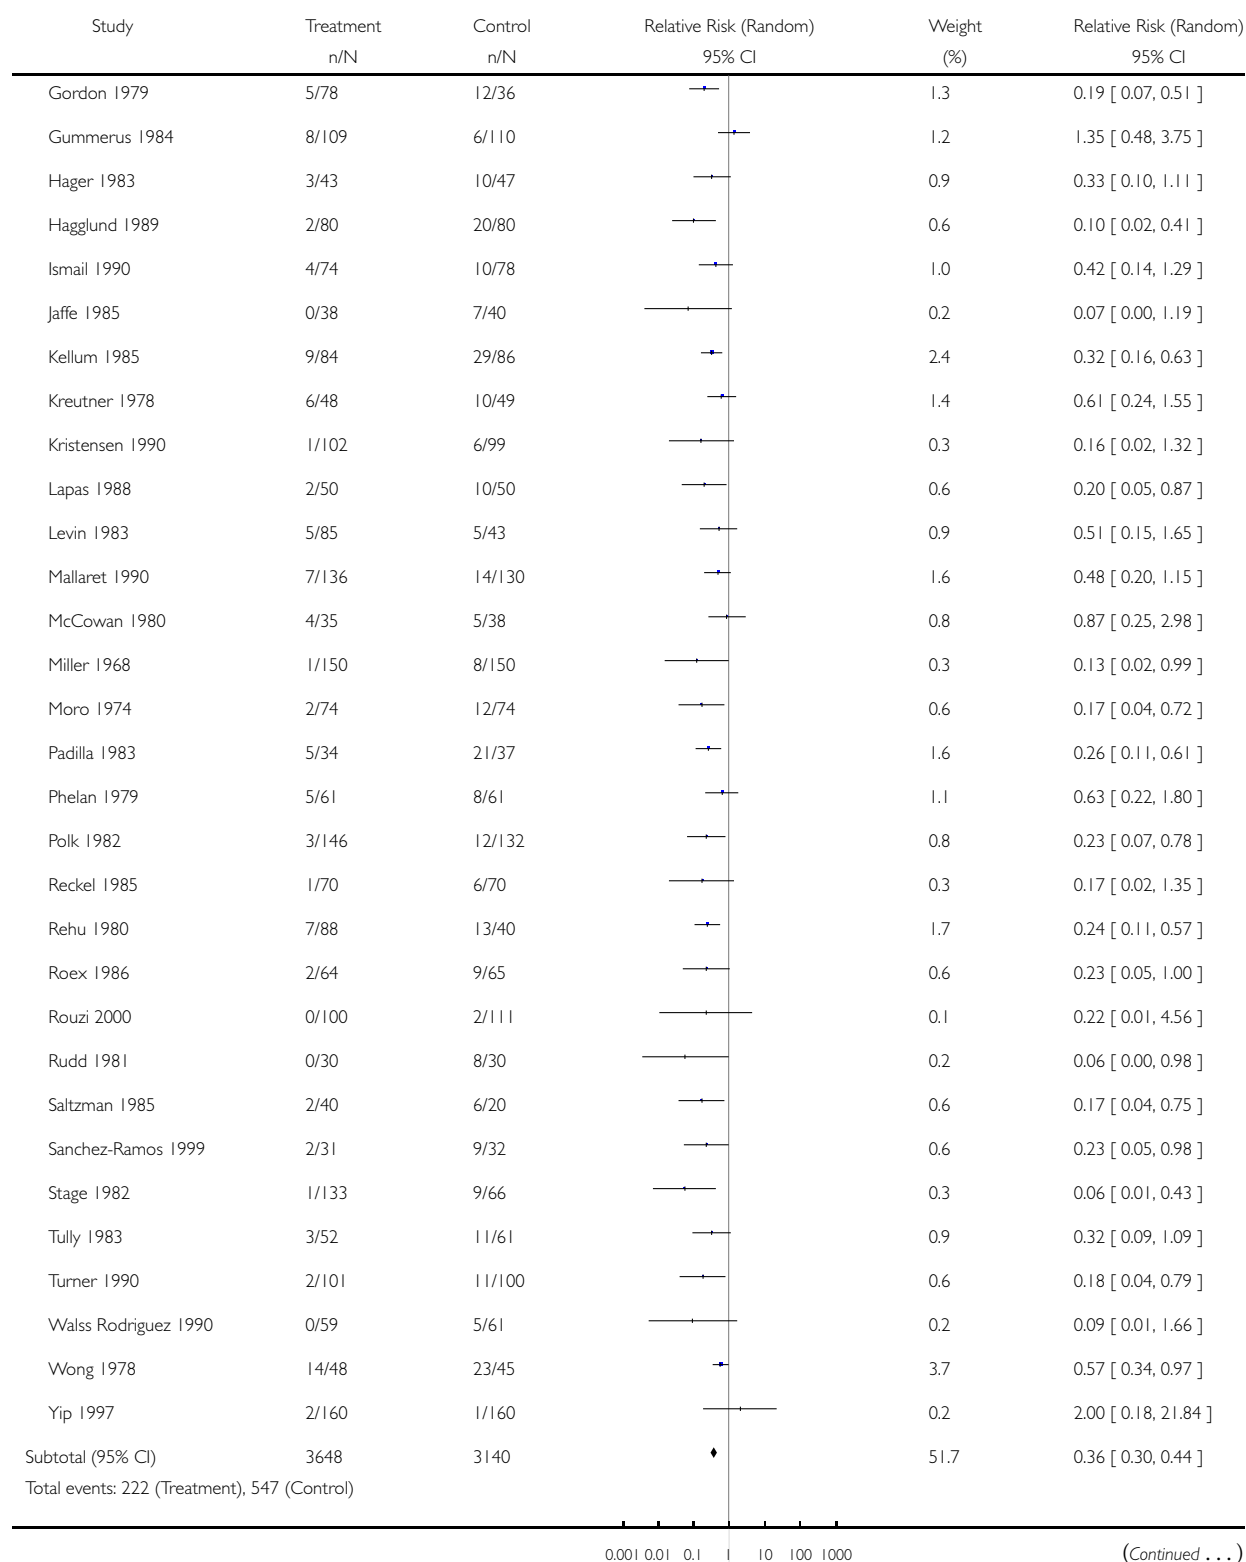 Study Treatment Control Relative Risk (Random) Weight Relative Risk (Random)
n/N n/N 95% CI (%) 95% CI
Gordon 1979 5/78 12/36 1.3 0.19 [ 0.07, 0.51 ]
Gummerus 1984 8/109 6/110 1.2 1.35 [ 0.48, 3.75 ]
Hager 1983 3/43 10/47 0.9 0.33 [ 0.10, 1.11 ]
Hagglund 1989 2/80 20/80 0.6 0.10 [ 0.02, 0.41 ]
Ismail 1990 4/74 10/78 1.0 0.42 [ 0.14, 1.29 ]
Jaffe 1985 0/38 7/40 0.2 0.07 [ 0.00, 1.19 ]
Kellum 1985 9/84 29/86 2.4 0.32 [ 0.16, 0.63 ]
Kreutner 1978 6/48 10/49 1.4 0.61 [ 0.24, 1.55 ]
Kristensen 1990 1/102 6/99 0.3 0.16 [ 0.02, 1.32 ]
Lapas 1988 2/50 10/50 0.6 0.20 [ 0.05, 0.87 ]
Levin 1983 5/85 5/43 0.9 0.51 [ 0.15, 1.65 ]
Mallaret 1990 7/136 14/130 1.6 0.48 [ 0.20, 1.15 ]
McCowan 1980 4/35 5/38 0.8 0.87 [ 0.25, 2.98 ]
Miller 1968 1/150 8/150 0.3 0.13 [ 0.02, 0.99 ]
Moro 1974 2/74 12/74 0.6 0.17 [ 0.04, 0.72 ]
Padilla 1983 5/34 21/37 1.6 0.26 [ 0.11, 0.61 ]
Phelan 1979 5/61 8/61 1.1 0.63 [ 0.22, 1.80 ]
Polk 1982 3/146 12/132 0.8 0.23 [ 0.07, 0.78 ]
Reckel 1985 1/70 6/70 0.3 0.17 [ 0.02, 1.35 ]
Rehu 1980 7/88 13/40 1.7 0.24 [ 0.11, 0.57 ]
Roex 1986 2/64 9/65 0.6 0.23 [ 0.05, 1.00 ]
Rouzi 2000 0/100 2/111 0.1 0.22 [ 0.01, 4.56 ]
Rudd 1981 0/30 8/30 0.2 0.06 [ 0.00, 0.98 ]
Saltzman 1985 2/40 6/20 0.6 0.17 [ 0.04, 0.75 ]
Sanchez-Ramos 1999 2/31 9/32 0.6 0.23 [ 0.05, 0.98 ]
Stage 1982 1/133 9/66 0.3 0.06 [ 0.01, 0.43 ]
Tully 1983 3/52 11/61 0.9 0.32 [ 0.09, 1.09 ]
Turner 1990 2/101 11/100 0.6 0.18 [ 0.04, 0.79 ]
Walss Rodriguez 1990 0/59 5/61 0.2 0.09 [ 0.01, 1.66 ]
Wong 1978 14/48 23/45 3.7 0.57 [ 0.34, 0.97 ]
Yip 1997 2/160 1/160 0.2 2.00 [ 0.18, 21.84 ]
Subtotal (95% CI) 3648 3140 51.7 0.36 [ 0.30, 0.44 ]
Total events: 222 (Treatment), 547 (Control)
0.001 0.01 0.1 1 10 100 1000 (Continued . . . )